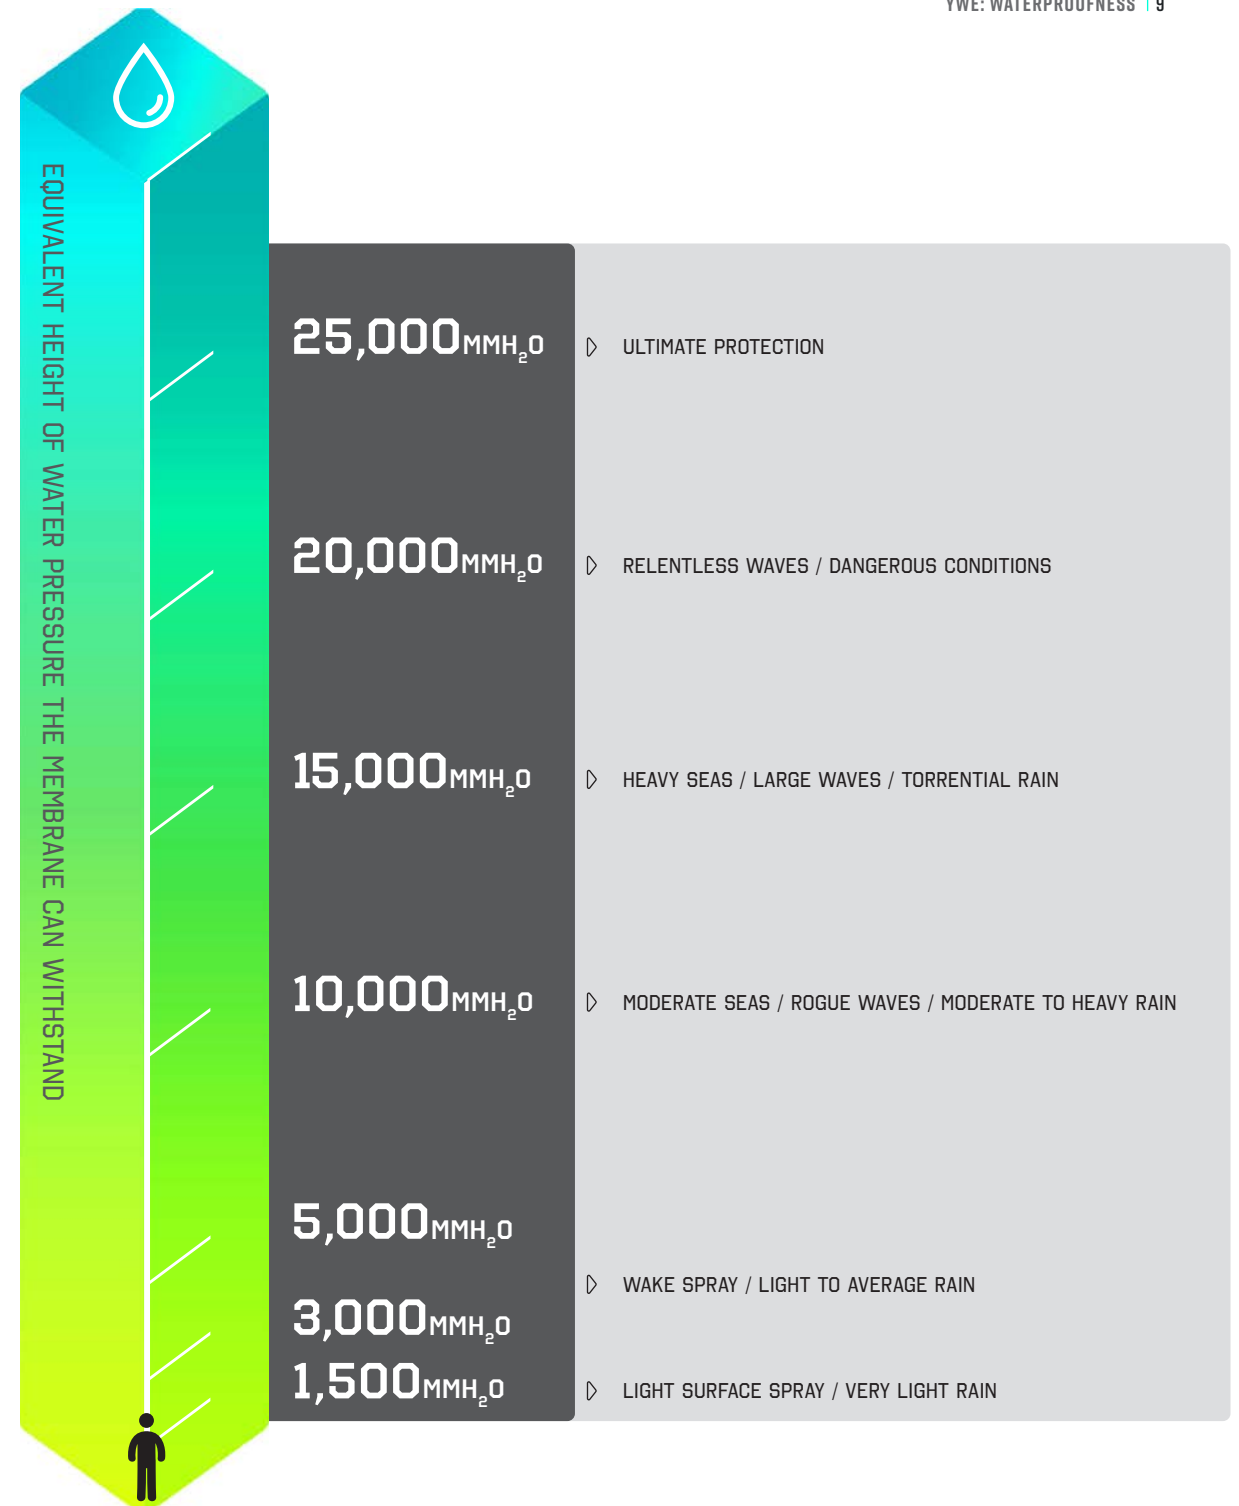 YWE: WATERPROOFNESS | 9
EQUIVALENT HEIGHT OF WATER PRESSURE THE MEMBRANE CAN WITHSTAND
25,000MMH₂O
ULTIMATE PROTECTION
20,000MMH₂O
RELENTLESS WAVES / DANGEROUS CONDITIONS
15,000MMH₂O
HEAVY SEAS / LARGE WAVES / TORRENTIAL RAIN
10,000MMH₂O
MODERATE SEAS / ROGUE WAVES / MODERATE TO HEAVY RAIN
5,000MMH₂O
WAKE SPRAY / LIGHT TO AVERAGE RAIN
3,000MMH₂O
1,500MMH₂O
LIGHT SURFACE SPRAY / VERY LIGHT RAIN